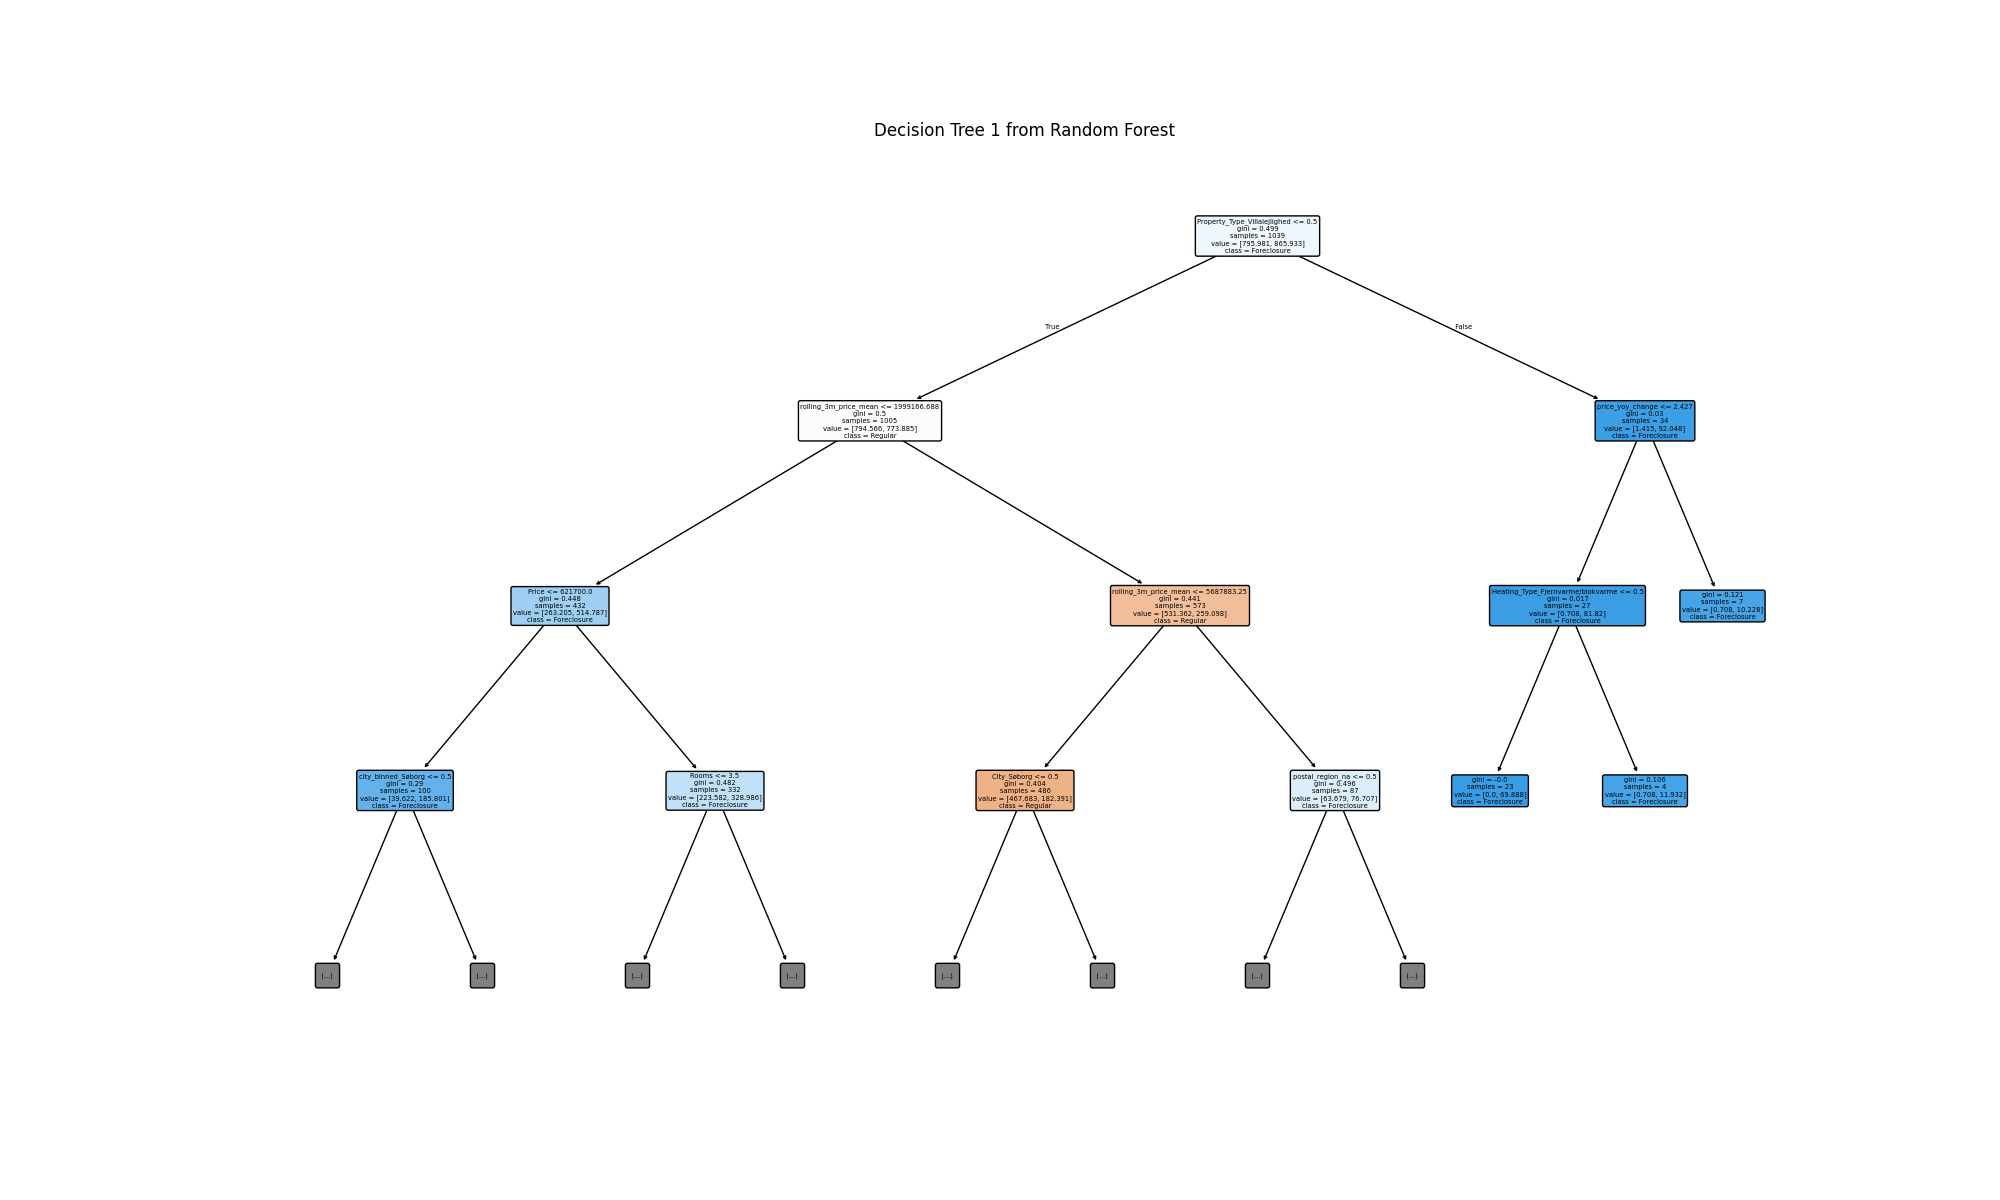 Decision Tree 1 from Random Forest
Property_Type_Villalejlighed <= 0.5
gini = 0.499
samples = 1039
value = [795.981, 865.933]
class = Foreclosure
True
False
rolling_3m_price_mean <= 1999166.688
gini = 0.5
samples = 1005
value = [794.566, 773.885]
class = Regular
price_yoy_change <= 2.427
gini = 0.03
samples = 34
value = [1.415, 92.048]
class = Foreclosure
Price <= 621700.0
gini = 0.448
samples = 432
value = [263.205, 514.787]
class = Foreclosure
rolling_3m_price_mean <= 5687883.25
gini = 0.441
samples = 573
value = [531.362, 259.098]
class = Regular
Heating_Type_Fjernvarme/blokvarme <= 0.5
gini = 0.017
samples = 27
value = [0.708, 81.82]
class = Foreclosure
gini = 0.121
samples = 7
value = [0.708, 10.228]
class = Foreclosure
city_binned_Søborg <= 0.5
gini = 0.29
samples = 100
value = [39.622, 185.801]
class = Foreclosure
Rooms <= 3.5
gini = 0.482
samples = 332
value = [223.582, 328.986]
class = Foreclosure
City_Søborg <= 0.5
gini = 0.404
samples = 486
value = [467.683, 182.391]
class = Regular
postal_region_na <= 0.5
gini = 0.496
samples = 87
value = [63.679, 76.707]
class = Foreclosure
gini = -0.0
samples = 23
value = [0.0, 69.888]
class = Foreclosure
gini = 0.106
samples = 4
value = [0.708, 11.932]
class = Foreclosure
(...)
(...)
(...)
(...)
(...)
(...)
(...)
(...)